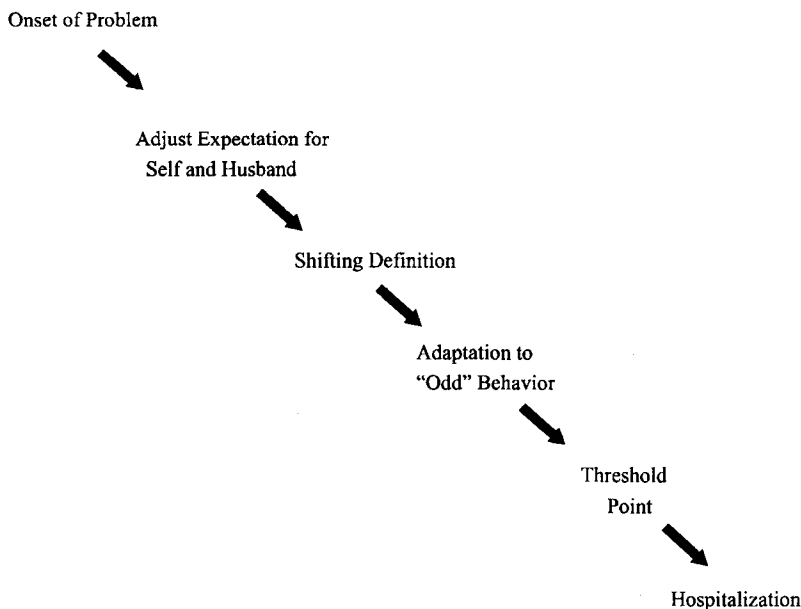 Onset of Problem
Adjust Expectation for
Self and Husband
Shifting Definition
Adaptation to
“Odd” Behavior
Threshold
Point
Hospitalization